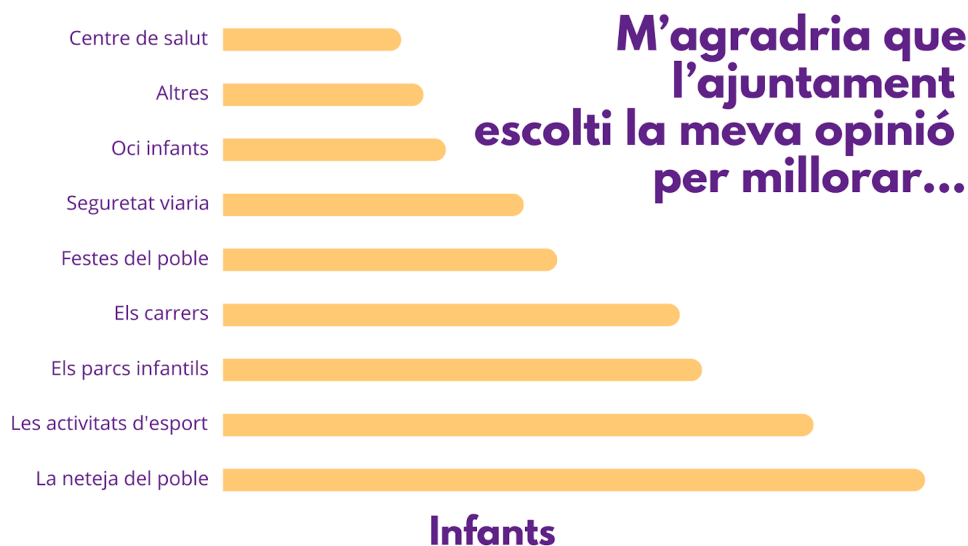 M’agradria que
l’ajuntament
escolti la meva opinió
per millorar...
Centre de salut
Altres
Oci infants
Seguretat viaria
Festes del poble
Els carrers
Els parcs infantils
Les activitats d'esport
La neteja del poble
Infants